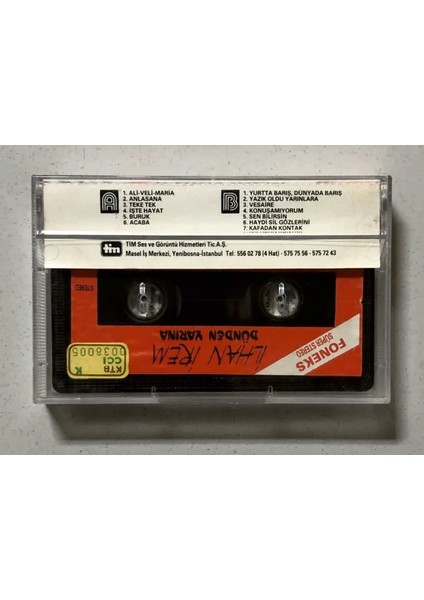 A
1. ALİ-VELİ-MARİA
2. ANLASANA
3. TEKE TEK
4. İŞTE HAYAT
5. BURUK
6. ACABA
B
1. YURTTA BARIŞ, DÜNYADA BARIŞ
2. YAZIK OLDU YARINLARA
3. VESAİRE
4. KONUŞAMIYORUM
5. SEN BİLİRSİN
6. HAYDİ SİL GÖZLERİNİ
7. KAFADAN KONTAK
tim
TİM Ses ve Görüntü Hizmetleri Tic.A.Ş.
Masel İş Merkezi, Yenibosna-İstanbul Tel: 556 02 78 (4 Hat) - 575 75 56 - 575 72 43
STEREO
FONEKS
SUPER STEREO
İLHAN İREM
DÜNDEN YARINA
KTB
CCI
0038005
K